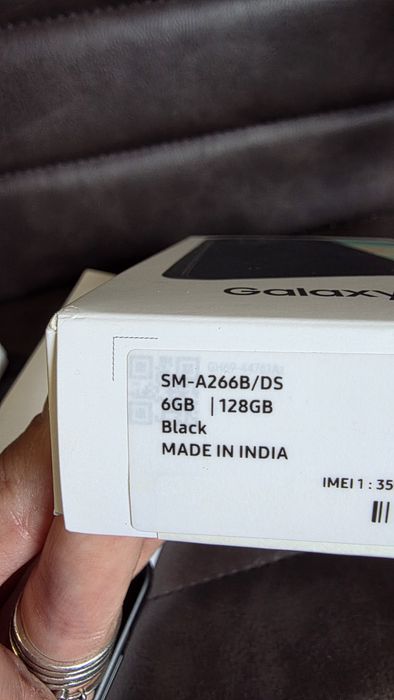 Galaxy
SM-A266B/DS
6GB | 128GB
Black
MADE IN INDIA
IMEI 1 : 35